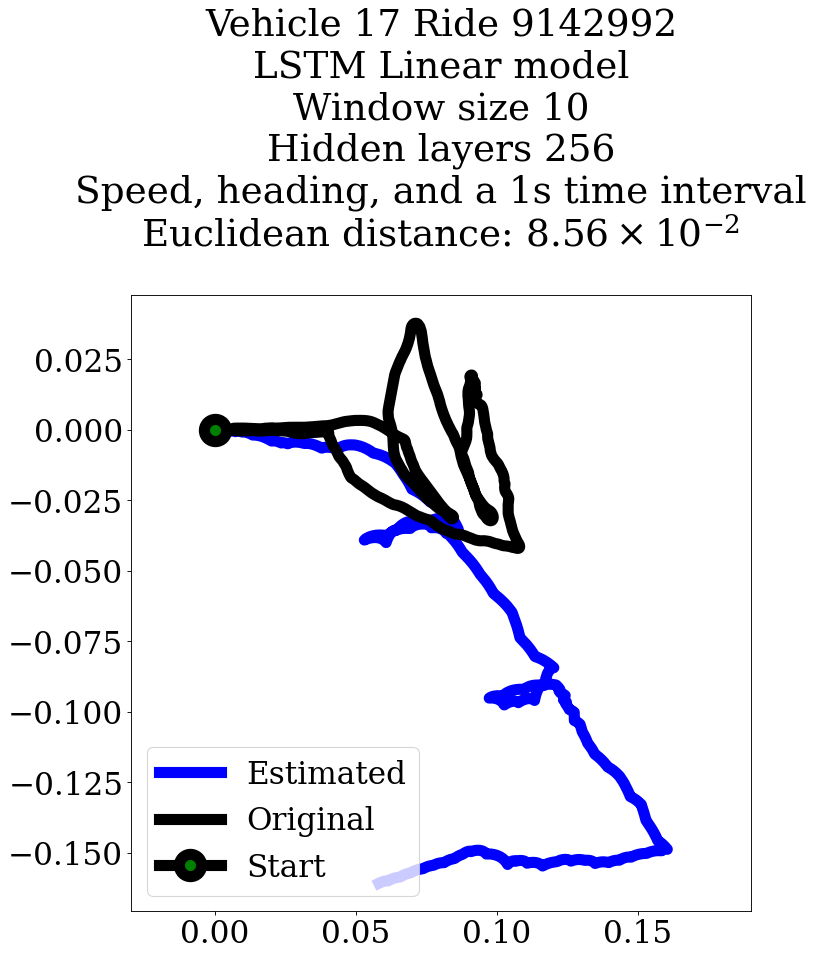 Vehicle 17 Ride 9142992
LSTM Linear model
Window size 10
Hidden layers 256
Speed, heading, and a 1s time interval
Euclidean distance: 8.56 × 10⁻²
0.025
0.000
−0.025
−0.050
−0.075
−0.100
−0.125
−0.150
Estimated
Original
Start
0.00 0.05 0.10 0.15